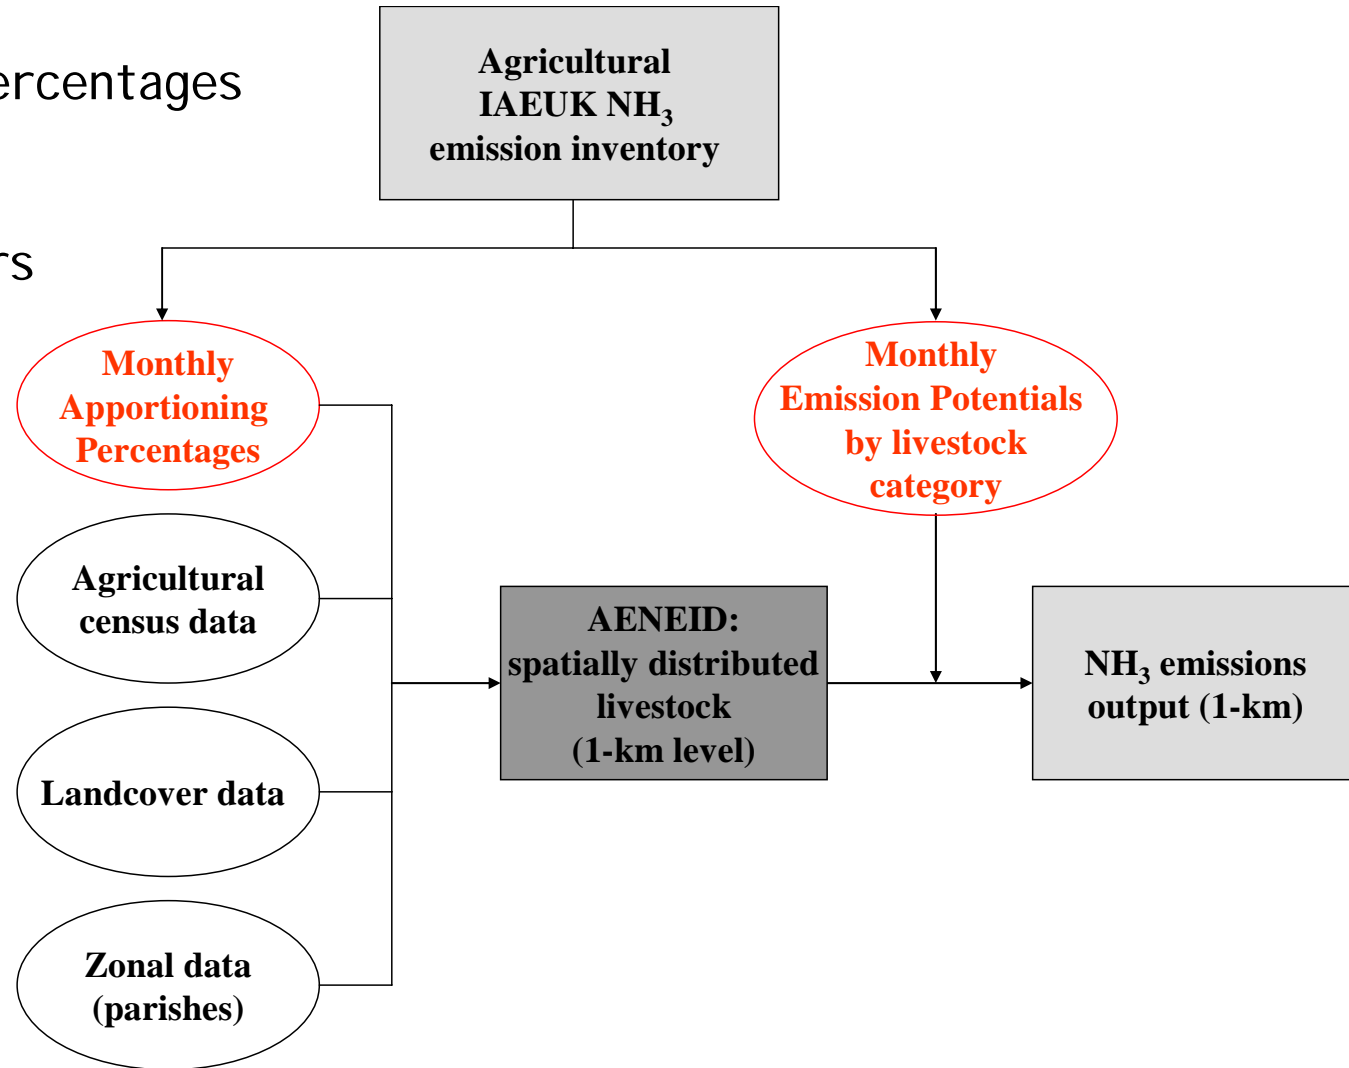 ercentages
rs
Agricultural
IAEUK NH₃
emission inventory
Monthly
Apportioning
Percentages
Monthly
Emission Potentials
by livestock
category
Agricultural
census data
Landcover data
Zonal data
(parishes)
AENEID:
spatially distributed
livestock
(1-km level)
NH₃ emissions
output (1-km)